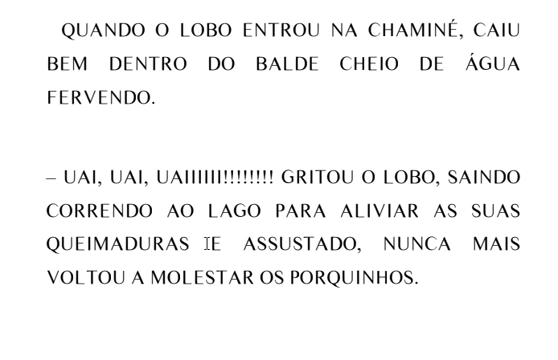 QUANDO O LOBO ENTROU NA CHAMINÉ, CAIU
BEM DENTRO DO BALDE CHEIO DE ÁGUA
FERVENDO.
– UAI, UAI, UAIIIIII!!!!!!!! GRITOU O LOBO, SAINDO
CORRENDO AO LAGO PARA ALIVIAR AS SUAS
QUEIMADURAS E ASSUSTADO, NUNCA MAIS
VOLTOU A MOLESTAR OS PORQUINHOS.